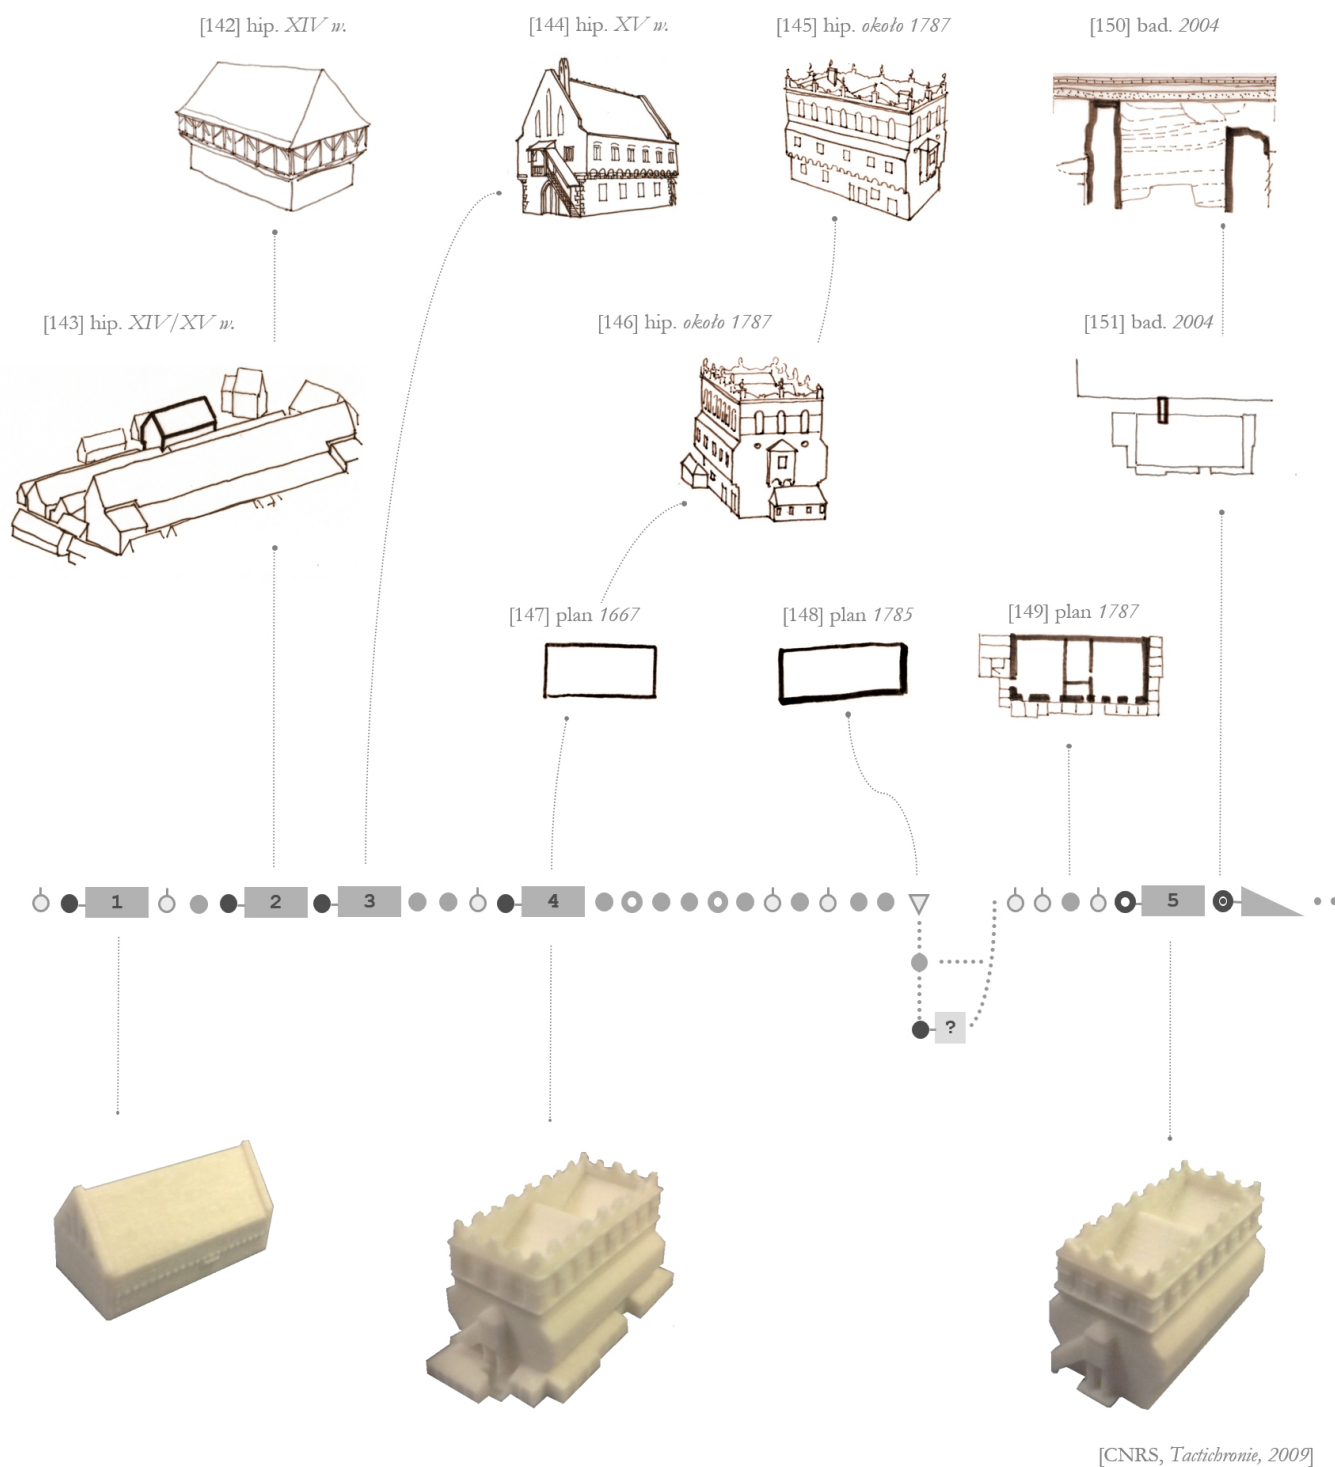 [142] hip. XIV w.
[144] hip. XV w.
[145] hip. około 1787
[150] bad. 2004
[143] hip. XIV/XV w.
[146] hip. około 1787
[151] bad. 2004
[147] plan 1667
[148] plan 1785
[149] plan 1787
1
2
3
4
5
?
[CNRS, Tactichronie, 2009]